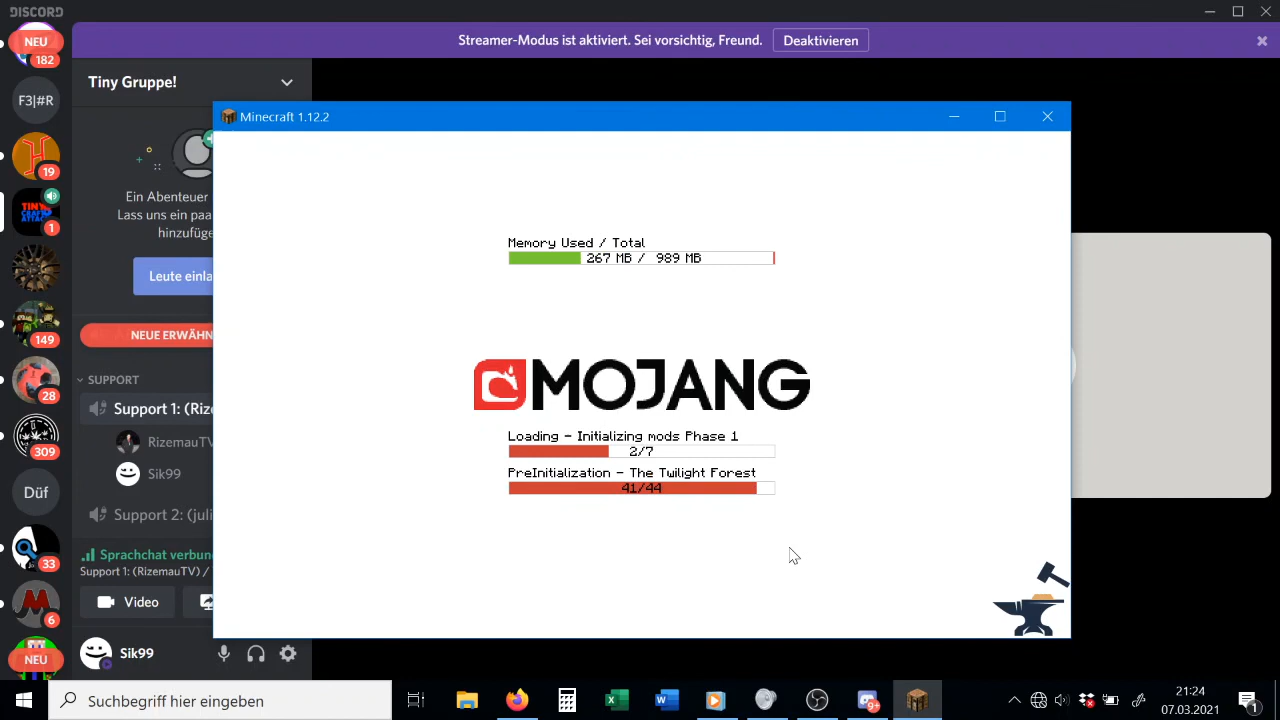 DISCORD
Streamer-Modus ist aktiviert. Sei vorsichtig, Freund.
Deaktivieren
NEU
182
F3|#R
19
1
149
28
309
Düf
33
6
NEU
Tiny Gruppe!
Ein Abenteuer
Lass uns ein paa
hinzufüge
Leute einla
NEUE ERWÄHN
SUPPORT
Support 1: (Rize
RizemauTV
Sik99
Support 2: (juli
Sprachchat verbun
Support 1: (RizemauTV) /
Video
Sik99
Minecraft 1.12.2
Memory Used / Total
267 MB / 989 MB
MOJANG
Loading - Initializing mods Phase 1
2/7
PreInitialization - The Twilight Forest
41/44
Suchbegriff hier eingeben
9+
21:24
07.03.2021
1